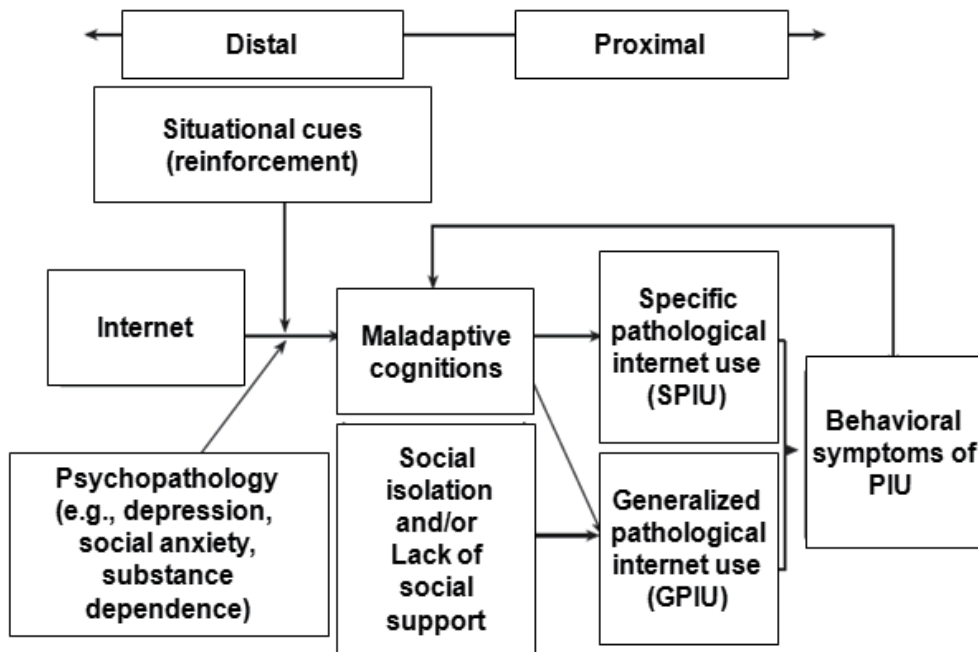 Distal
Proximal
Situational cues
(reinforcement)
Internet
Maladaptive
cognitions
Specific
pathological
internet use
(SPIU)
Behavioral
symptoms of
PIU
Psychopathology
(e.g., depression,
social anxiety,
substance
dependence)
Social
isolation
and/or
Lack of
social
support
Generalized
pathological
internet use
(GPIU)